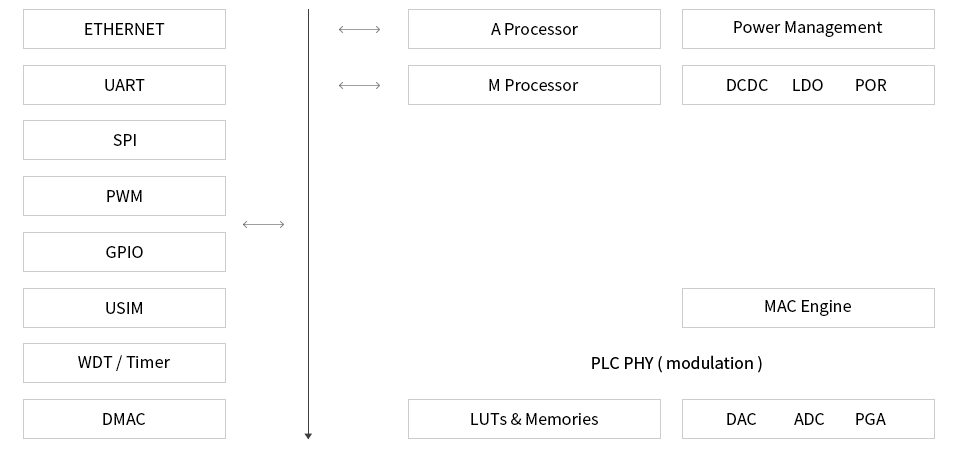 ETHERNET
A Processor
Power Management
UART
M Processor
DCDC LDO POR
SPI
PWM
GPIO
USIM
MAC Engine
WDT / Timer
PLC PHY ( modulation )
DMAC
LUTs & Memories
DAC ADC PGA